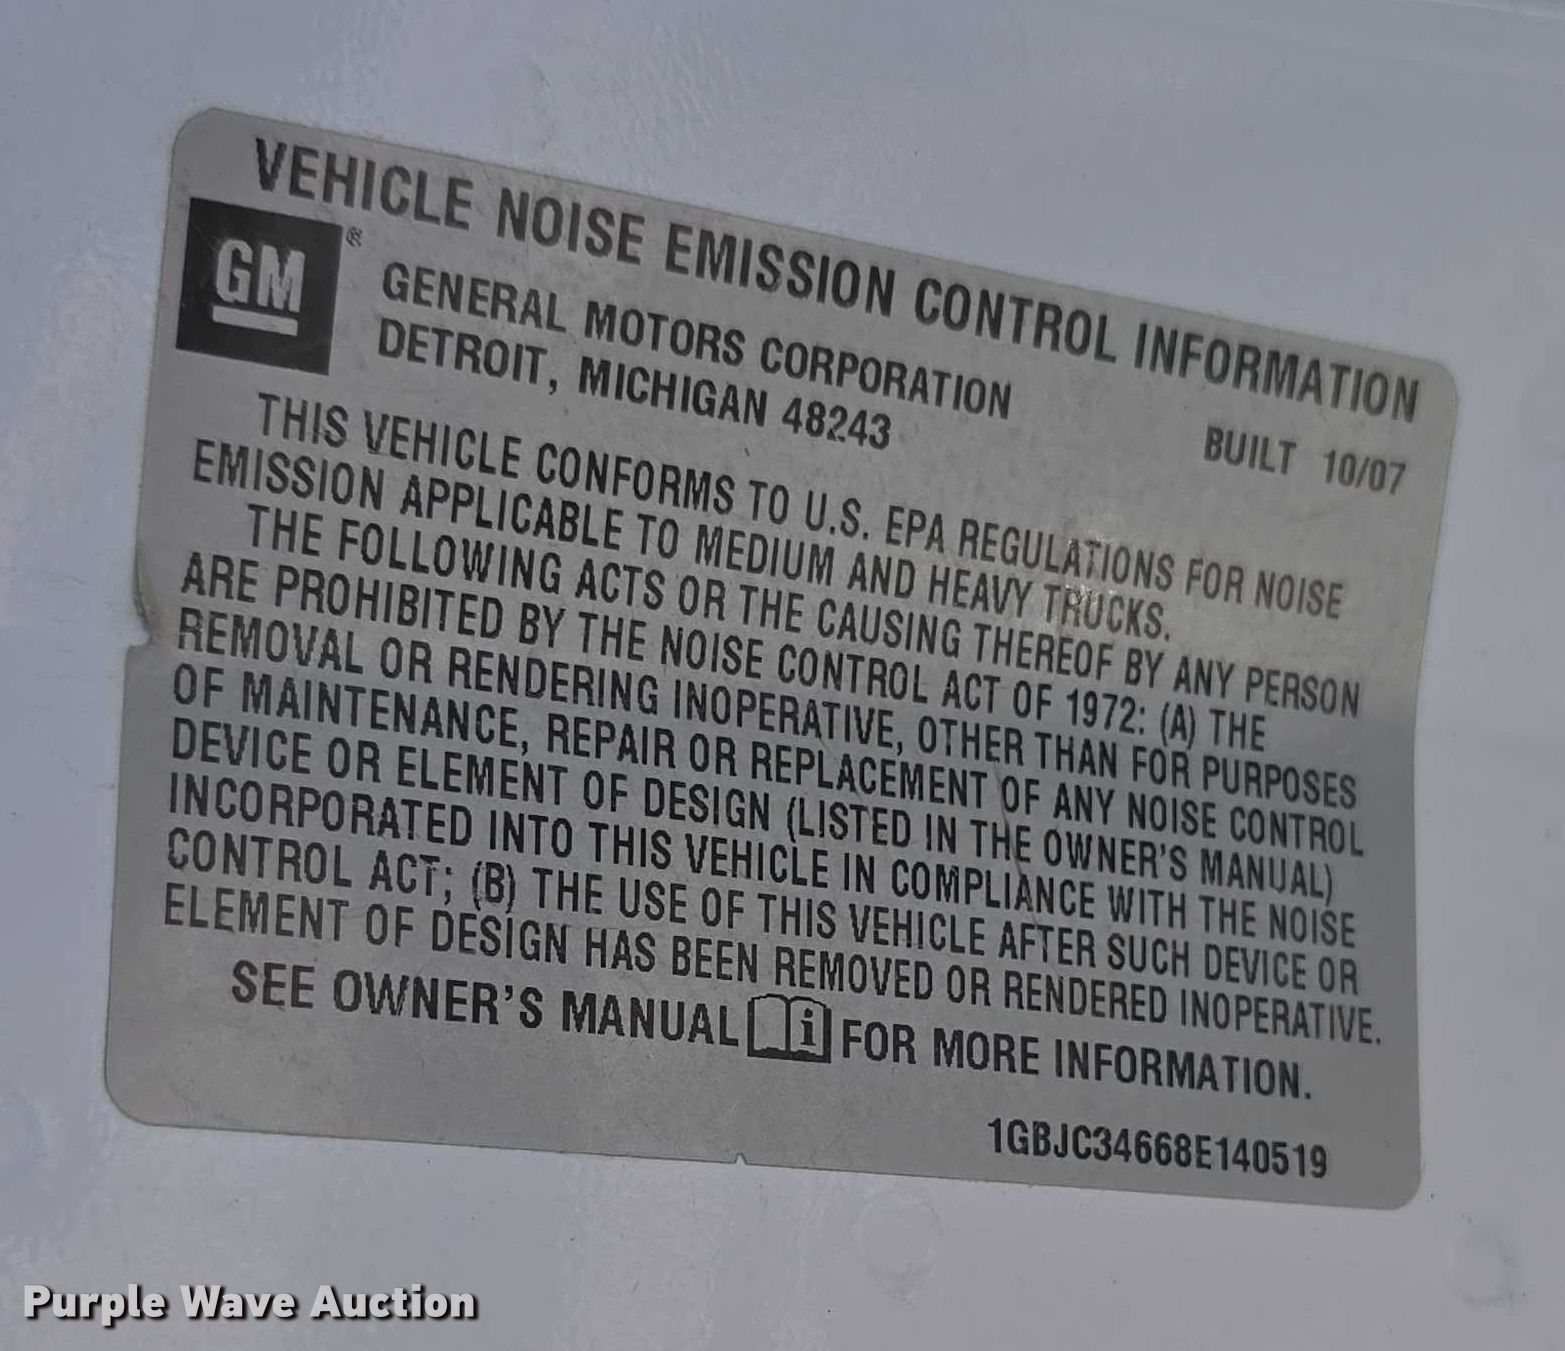 VEHICLE NOISE EMISSION CONTROL INFORMATION
GM®
GENERAL MOTORS CORPORATION
DETROIT, MICHIGAN 48243
BUILT 10/07
THIS VEHICLE CONFORMS TO U.S. EPA REGULATIONS FOR NOISE
EMISSION APPLICABLE TO MEDIUM AND HEAVY TRUCKS.
THE FOLLOWING ACTS OR THE CAUSING THEREOF BY ANY PERSON
ARE PROHIBITED BY THE NOISE CONTROL ACT OF 1972: (A) THE
REMOVAL OR RENDERING INOPERATIVE, OTHER THAN FOR PURPOSES
OF MAINTENANCE, REPAIR OR REPLACEMENT OF ANY NOISE CONTROL
DEVICE OR ELEMENT OF DESIGN (LISTED IN THE OWNER'S MANUAL)
INCORPORATED INTO THIS VEHICLE IN COMPLIANCE WITH THE NOISE
CONTROL ACT; (B) THE USE OF THIS VEHICLE AFTER SUCH DEVICE OR
ELEMENT OF DESIGN HAS BEEN REMOVED OR RENDERED INOPERATIVE.
SEE OWNER'S MANUAL i FOR MORE INFORMATION.
1GBJC34668E140519
Purple Wave Auction